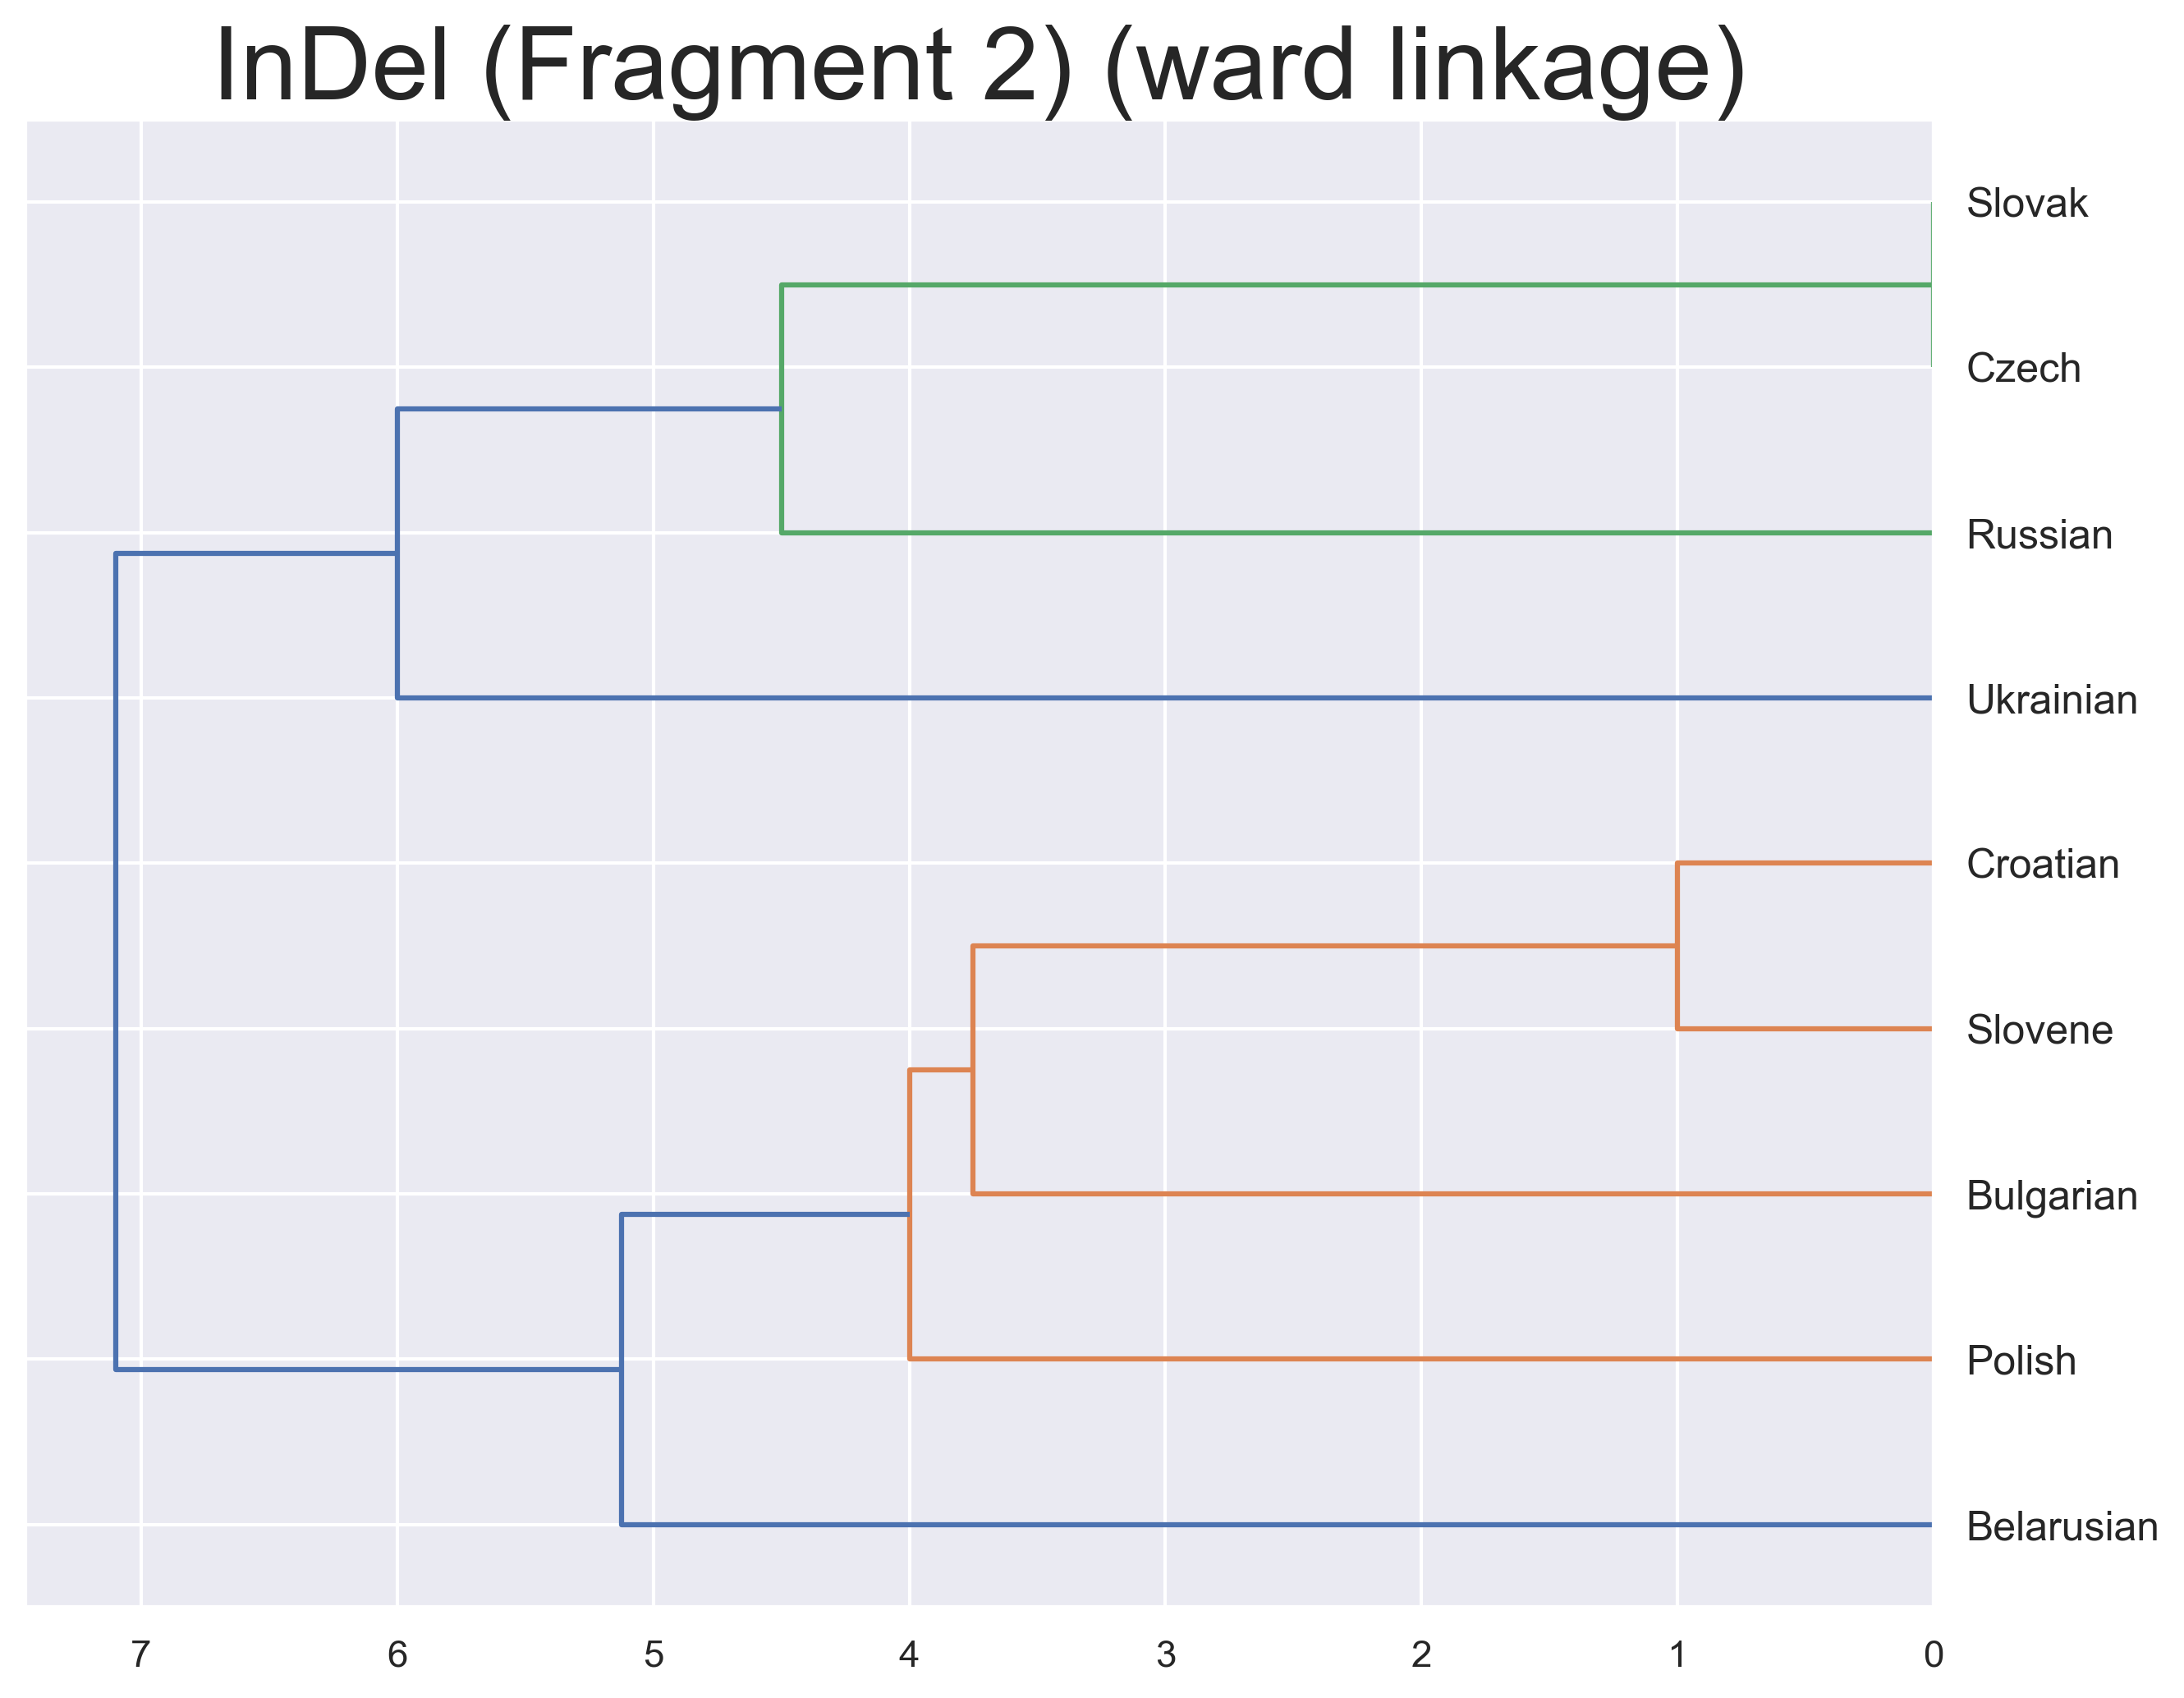 InDel (Fragment 2) (ward linkage)
Slovak
Czech
Russian
Ukrainian
Croatian
Slovene
Bulgarian
Polish
Belarusian
7 6 5 4 3 2 1 0